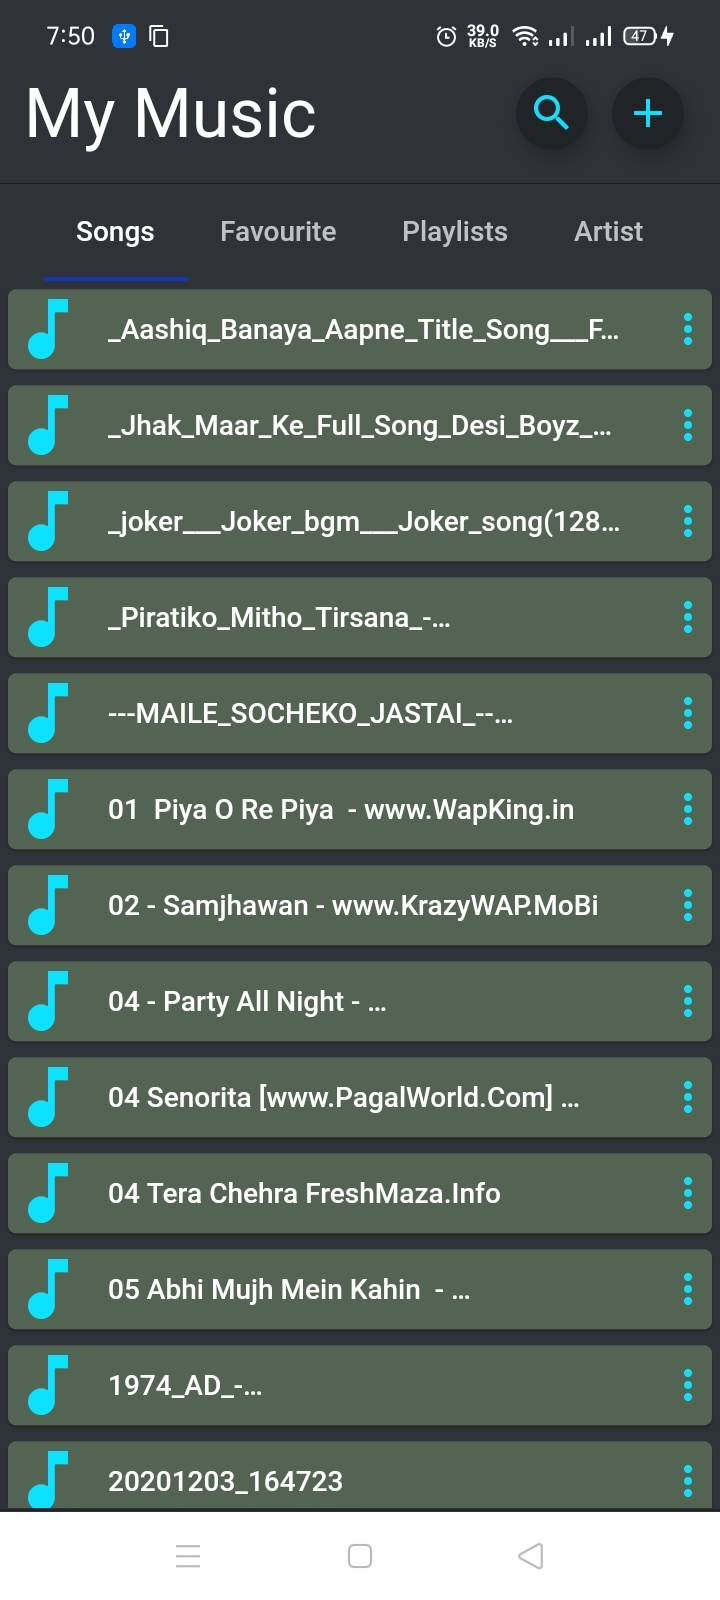 7:50
39.0
KB/S
47
My Music
Songs Favourite Playlists Artist
_Aashiq_Banaya_Aapne_Title_Song___F...
_Jhak_Maar_Ke_Full_Song_Desi_Boyz_...
_joker___Joker_bgm___Joker_song(128...
_Piratiko_Mitho_Tirsana_-...
---MAILE_SOCHEKO_JASTAI_--...
01  Piya O Re Piya  - www.WapKing.in
02 - Samjhawan - www.KrazyWAP.MoBi
04 - Party All Night - ...
04 Senorita [www.PagalWorld.Com] ...
04 Tera Chehra FreshMaza.Info
05 Abhi Mujh Mein Kahin  - ...
1974_AD_-...
20201203_164723